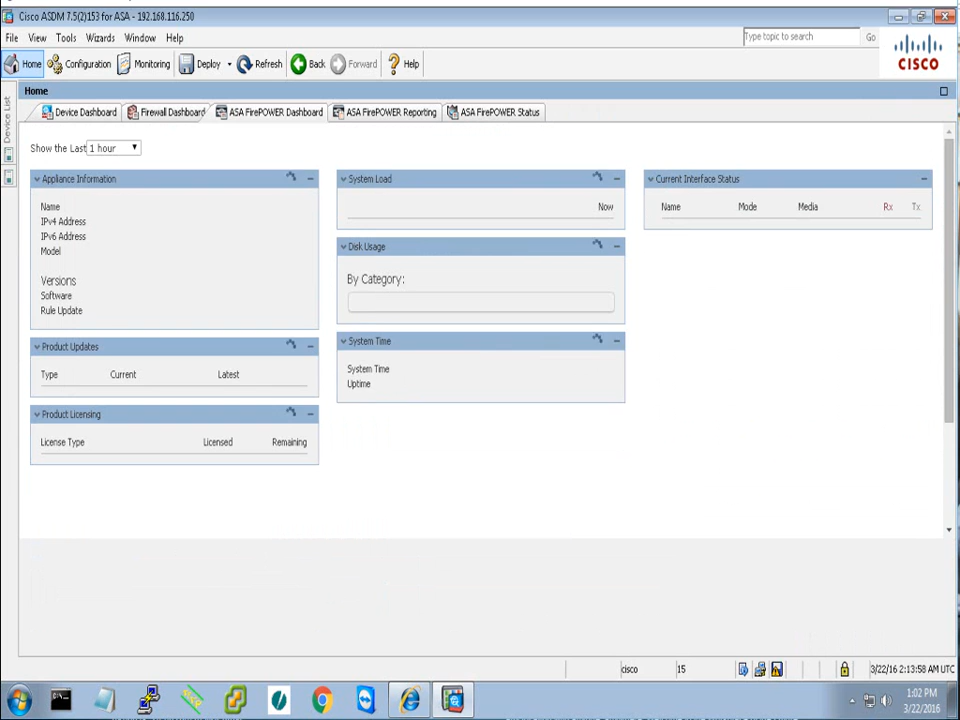 Cisco ASDM 7.5(2)153 for ASA - 192.168.116.250
File View Tools Wizards Window Help
Type topic to search Go
CISCO
Home Configuration Monitoring Deploy Refresh Back Forward Help
Device List
Home
Device Dashboard Firewall Dashboard ASA FirePOWER Dashboard ASA FirePOWER Reporting ASA FirePOWER Status
Show the Last 1 hour
Appliance Information
Name
IPv4 Address
IPv6 Address
Model
Versions
Software
Rule Update
Product Updates
Type Current Latest
Product Licensing
License Type Licensed Remaining
System Load
Now
Disk Usage
By Category:
System Time
System Time
Uptime
Current Interface Status
Name Mode Media Rx Tx
cisco 15 3/22/16 2:13:58 AM UTC
1:02 PM
3/22/2016